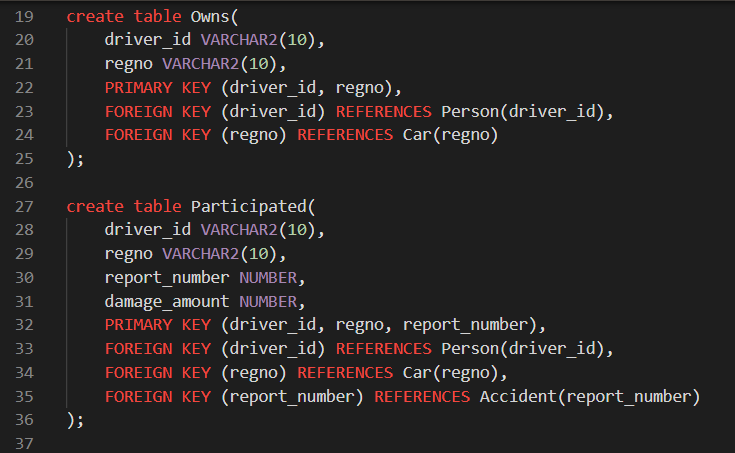 19 create table Owns(
20 driver_id VARCHAR2(10),
21 regno VARCHAR2(10),
22 PRIMARY KEY (driver_id, regno),
23 FOREIGN KEY (driver_id) REFERENCES Person(driver_id),
24 FOREIGN KEY (regno) REFERENCES Car(regno)
25 );
26
27 create table Participated(
28 driver_id VARCHAR2(10),
29 regno VARCHAR2(10),
30 report_number NUMBER,
31 damage_amount NUMBER,
32 PRIMARY KEY (driver_id, regno, report_number),
33 FOREIGN KEY (driver_id) REFERENCES Person(driver_id),
34 FOREIGN KEY (regno) REFERENCES Car(regno),
35 FOREIGN KEY (report_number) REFERENCES Accident(report_number)
36 );
37